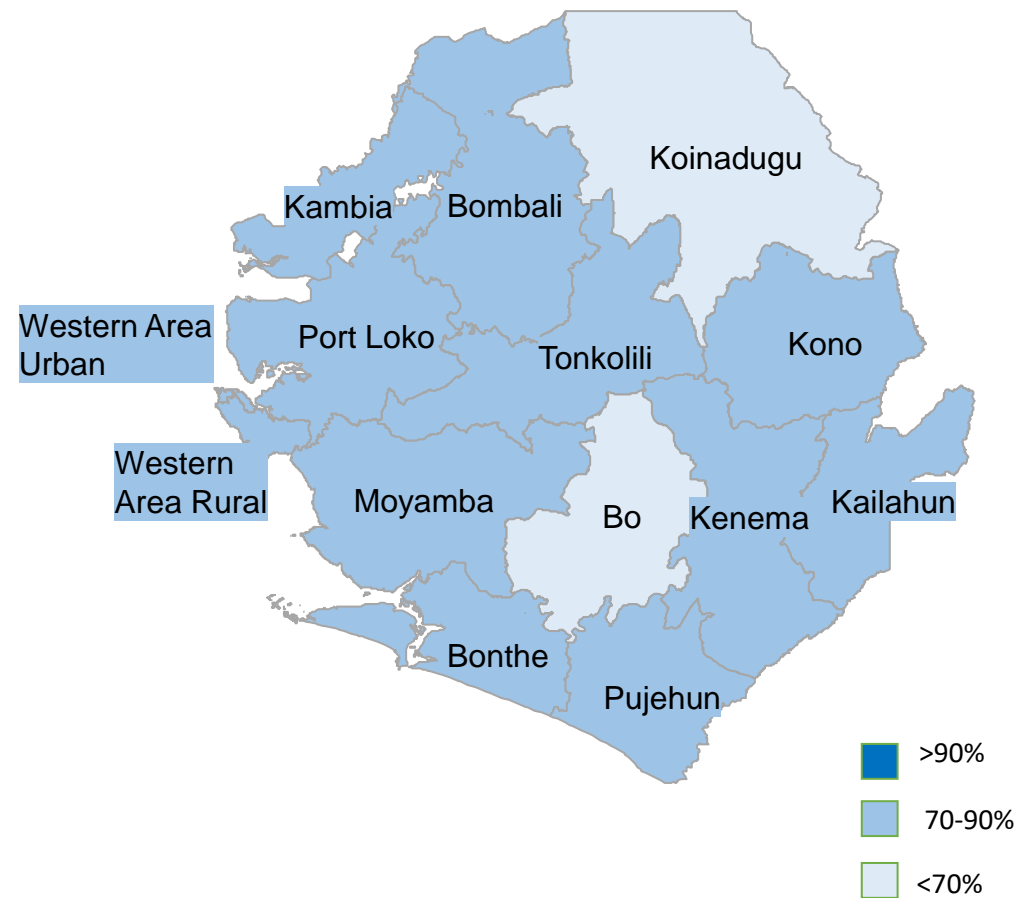 Koinadugu
Kambia
Bombali
Western Area
Urban
Port Loko
Tonkolili
Kono
Western
Area Rural
Moyamba
Bo
Kenema
Kailahun
Bonthe
Pujehun
>90%
70-90%
<70%